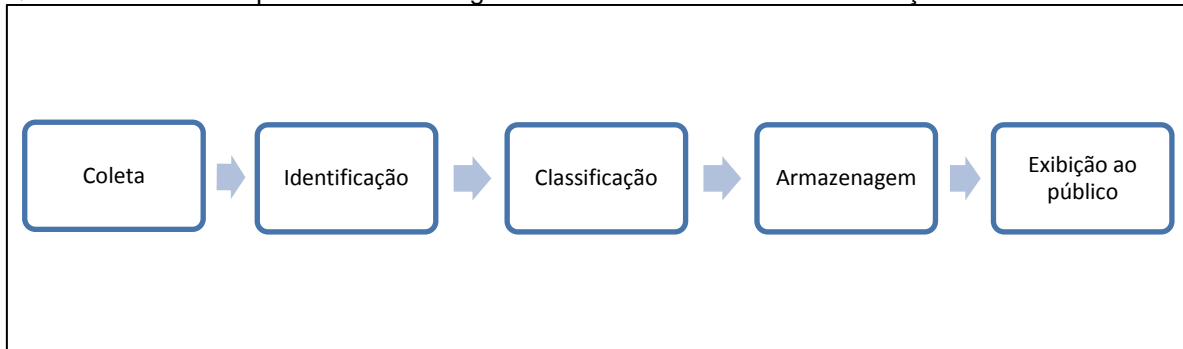 Coleta
Identificação
Classificação
Armazenagem
Exibição ao
público